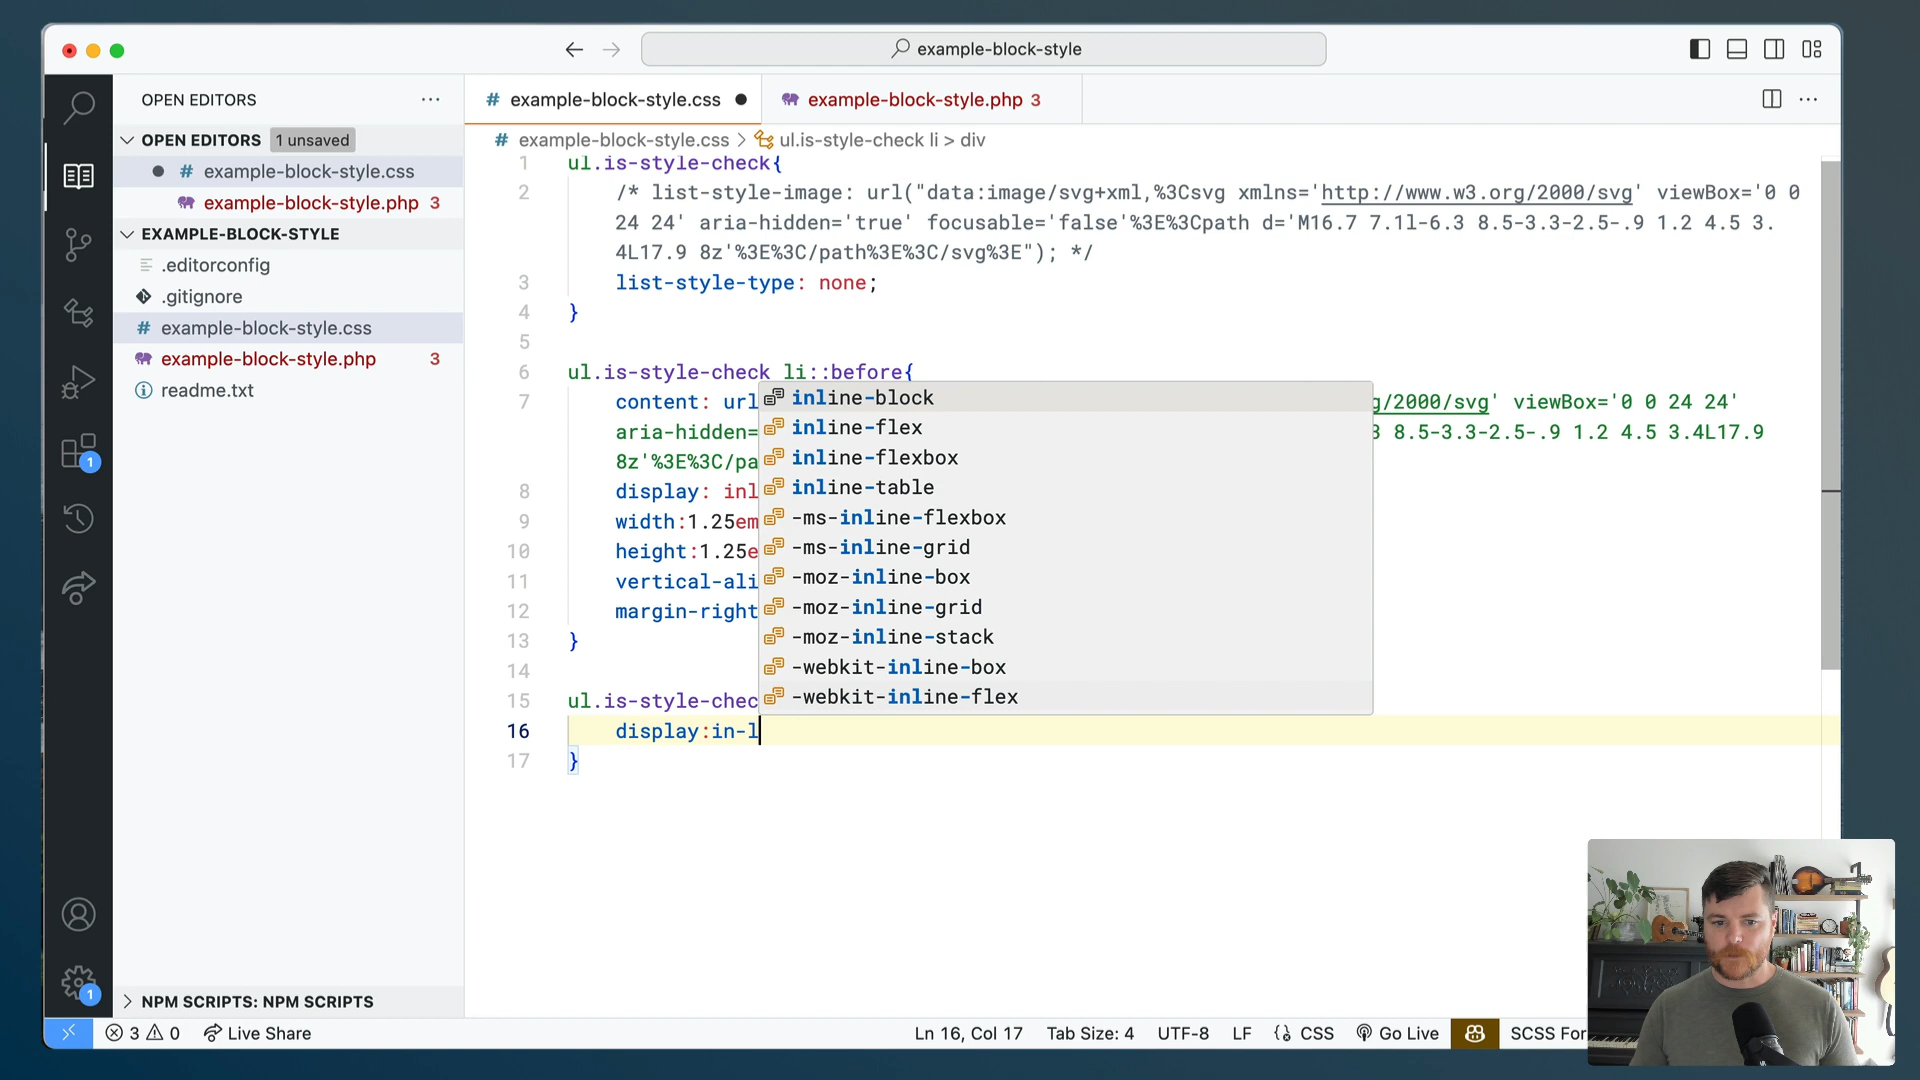 example-block-style
OPEN EDITORS
# example-block-style.css
example-block-style.php 3
OPEN EDITORS 1 unsaved
# example-block-style.css
example-block-style.php 3
EXAMPLE-BLOCK-STYLE
.editorconfig
.gitignore
# example-block-style.css
example-block-style.php 3
readme.txt
NPM SCRIPTS: NPM SCRIPTS
# example-block-style.css > ul.is-style-check li > div
1 ul.is-style-check{
2 /* list-style-image: url("data:image/svg+xml,%3Csvg xmlns='http://www.w3.org/2000/svg' viewBox='0 0
24 24' aria-hidden='true' focusable='false'%3E%3Cpath d='M16.7 7.1l-6.3 8.5-3.3-2.5-.9 1.2 4.5 3.
4L17.9 8z'%3E%3C/path%3E%3C/svg%3E"); */
3 list-style-type: none;
4 }
5
6 ul.is-style-check li::before{
7 content: url g/2000/svg' viewBox='0 0 24 24'
aria-hidden= 3 8.5-3.3-2.5-.9 1.2 4.5 3.4L17.9
8z'%3E%3C/pa
8 display: inl
9 width:1.25em
10 height:1.25e
11 vertical-ali
12 margin-right
13 }
14
15 ul.is-style-chec
16 display:in-l
17 }
inline-block
inline-flex
inline-flexbox
inline-table
-ms-inline-flexbox
-ms-inline-grid
-moz-inline-box
-moz-inline-grid
-moz-inline-stack
-webkit-inline-box
-webkit-inline-flex
1
1
3 0 Live Share
Ln 16, Col 17 Tab Size: 4 UTF-8 LF CSS Go Live SCSS For